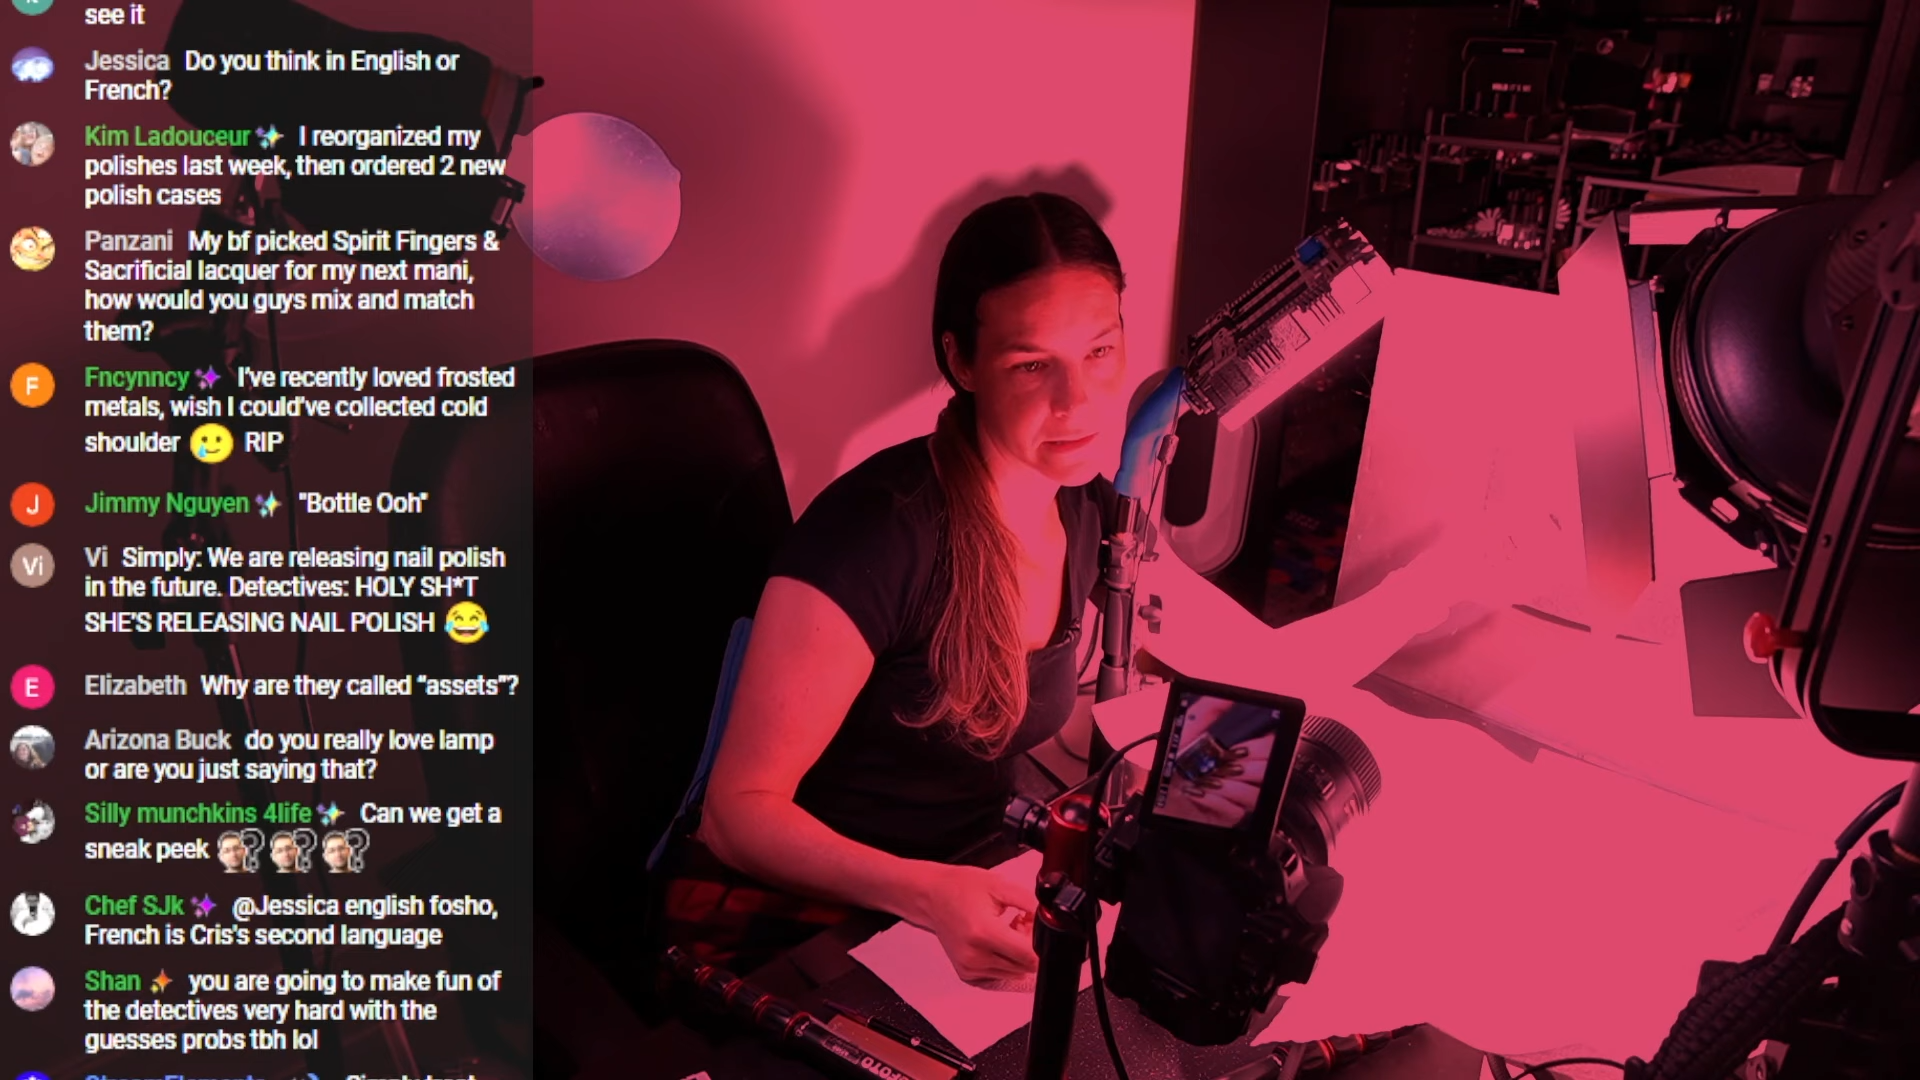 see it
Jessica Do you think in English or
French?
Kim Ladouceur I reorganized my
polishes last week, then ordered 2 new
polish cases
Panzani My bf picked Spirit Fingers &
Sacrificial lacquer for my next mani,
how would you guys mix and match
them?
F
Fncynncy I've recently loved frosted
metals, wish I could've collected cold
shoulder RIP
J
Jimmy Nguyen "Bottle Ooh"
Vi
Vi Simply: We are releasing nail polish
in the future. Detectives: HOLY SH*T
SHE'S RELEASING NAIL POLISH
E
Elizabeth Why are they called “assets”?
Arizona Buck do you really love lamp
or are you just saying that?
Silly munchkins 4life Can we get a
sneak peek
Chef SJk @Jessica english fosho,
French is Cris's second language
Shan you are going to make fun of
the detectives very hard with the
guesses probs tbh lol